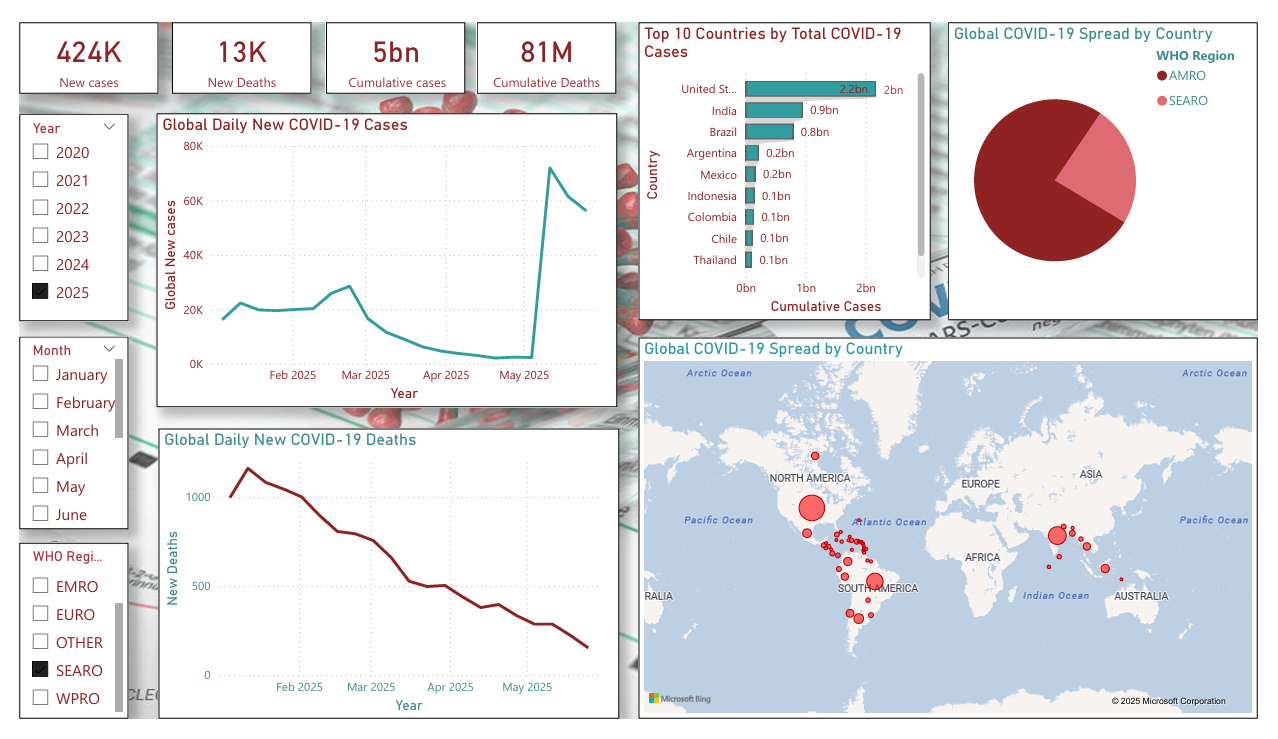 424K
New cases
13K
New Deaths
5bn
Cumulative cases
81M
Cumulative Deaths
Year
2020
2021
2022
2023
2024
2025
Month
January
February
March
April
May
June
WHO Regi...
EMRO
EURO
OTHER
SEARO
WPRO
Global Daily New COVID-19 Cases
Global New cases
80K
60K
40K
20K
0K
Feb 2025 Mar 2025 Apr 2025 May 2025
Year
Global Daily New COVID-19 Deaths
New Deaths
1000
500
0
Feb 2025 Mar 2025 Apr 2025 May 2025
Year
Top 10 Countries by Total COVID-19
Cases
Country
United St... 2.2bn 2bn
India 0.9bn
Brazil 0.8bn
Argentina 0.2bn
Mexico 0.2bn
Indonesia 0.1bn
Colombia 0.1bn
Chile 0.1bn
Thailand 0.1bn
0bn 1bn 2bn
Cumulative Cases
Global COVID-19 Spread by Country
WHO Region
AMRO
SEARO
Global COVID-19 Spread by Country
Arctic Ocean Arctic Ocean
NORTH AMERICA EUROPE ASIA
Pacific Ocean Atlantic Ocean Pacific Ocean
AFRICA
SOUTH AMERICA
RALIA Indian Ocean AUSTRALIA
Microsoft Bing
© 2025 Microsoft Corporation